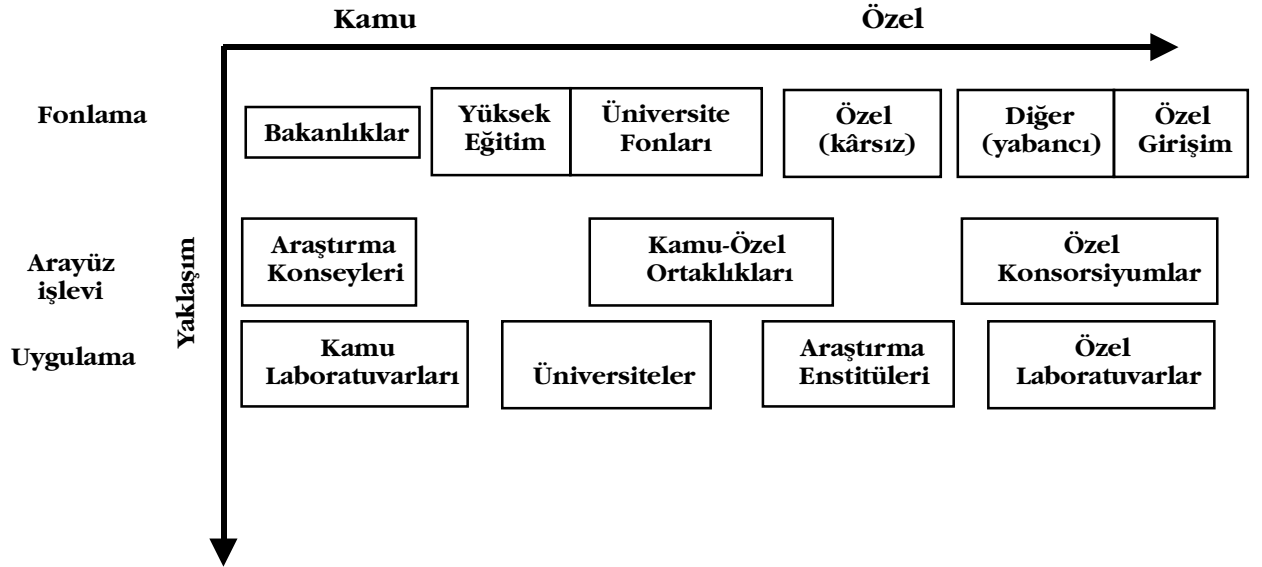 Kamu
Özel
Fonlama
Bakanlıklar
Yüksek
Eğitim
Üniversite
Fonları
Özel
(kârsız)
Diğer
(yabancı)
Özel
Girişim
Yaklaşım
Arayüz
işlevi
Araştırma
Konseyleri
Kamu-Özel
Ortaklıkları
Özel
Konsorsiyumlar
Uygulama
Kamu
Laboratuvarları
Üniversiteler
Araştırma
Enstitüleri
Özel
Laboratuvarlar